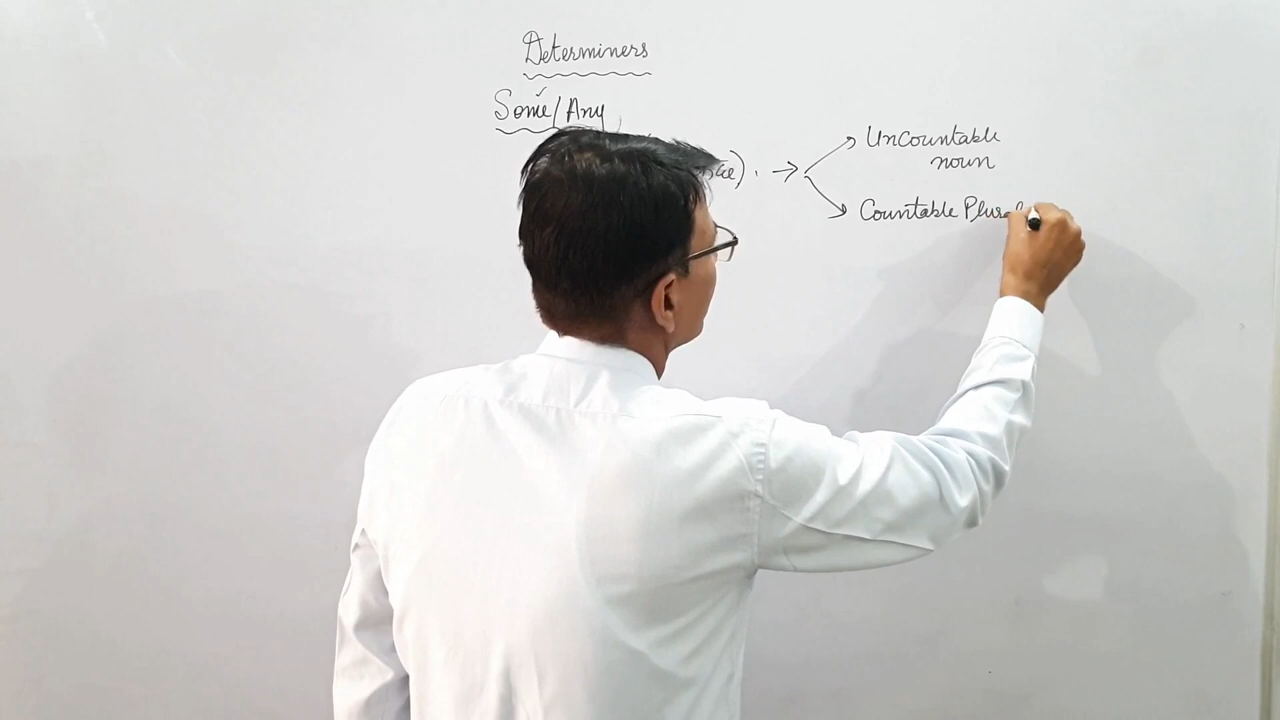 Determiners
Some/Any
→ Uncountable
noun
→ Countable Plural